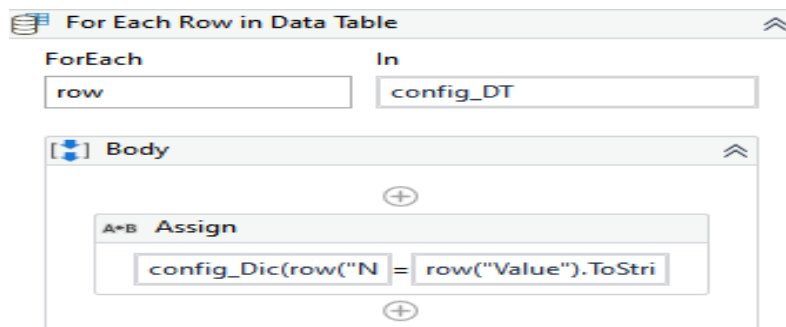 For Each Row in Data Table
ForEach In
row config_DT
[ ] Body
A+B Assign
config_Dic(row("N = row("Value").ToStri